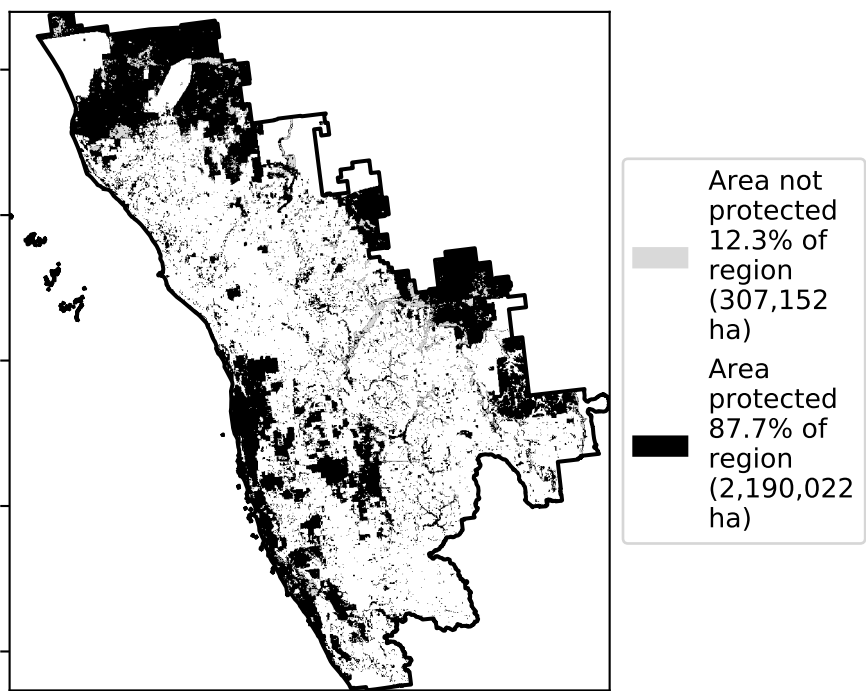 Area not
protected
12.3% of
region
(307,152
ha)
Area
protected
87.7% of
region
(2,190,022
ha)